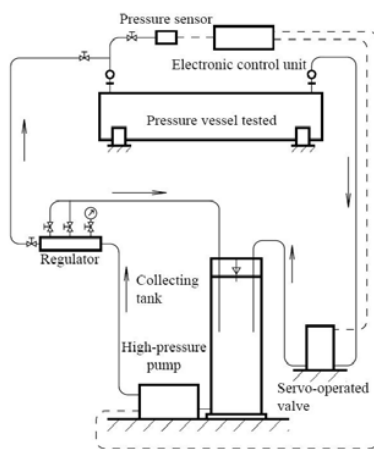 Pressure sensor
Electronic control unit
Pressure vessel tested
Regulator
Collecting
tank
High-pressure
pump
Servo-operated
valve